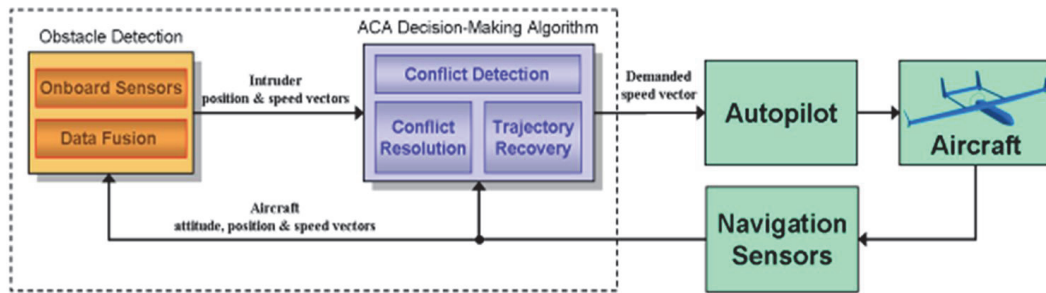 Obstacle Detection
Onboard Sensors
Data Fusion
Intruder
position & speed vectors
ACA Decision-Making Algorithm
Conflict Detection
Conflict
Resolution
Trajectory
Recovery
Demanded
speed vector
Autopilot
Aircraft
Aircraft
attitude, position & speed vectors
Navigation
Sensors